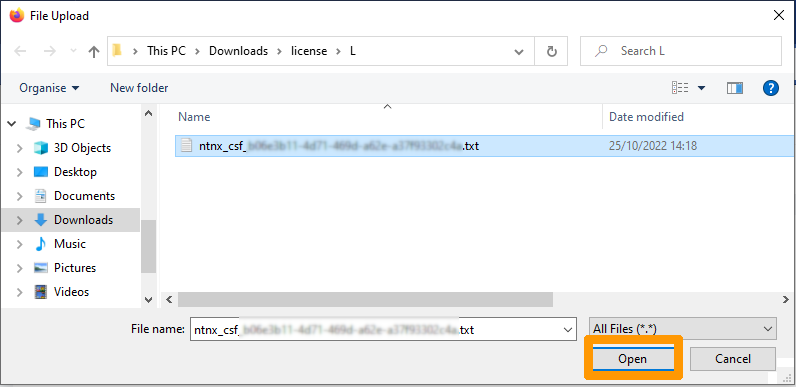 File Upload
This PC > Downloads > license > L
Search L
Organise
New folder
Name
Date modified
This PC
3D Objects
Desktop
Documents
Downloads
Music
Pictures
Videos
ntnx_csf_ .txt
25/10/2022 14:18
File name:
ntnx_csf_ .txt
All Files (*.*)
Open
Cancel